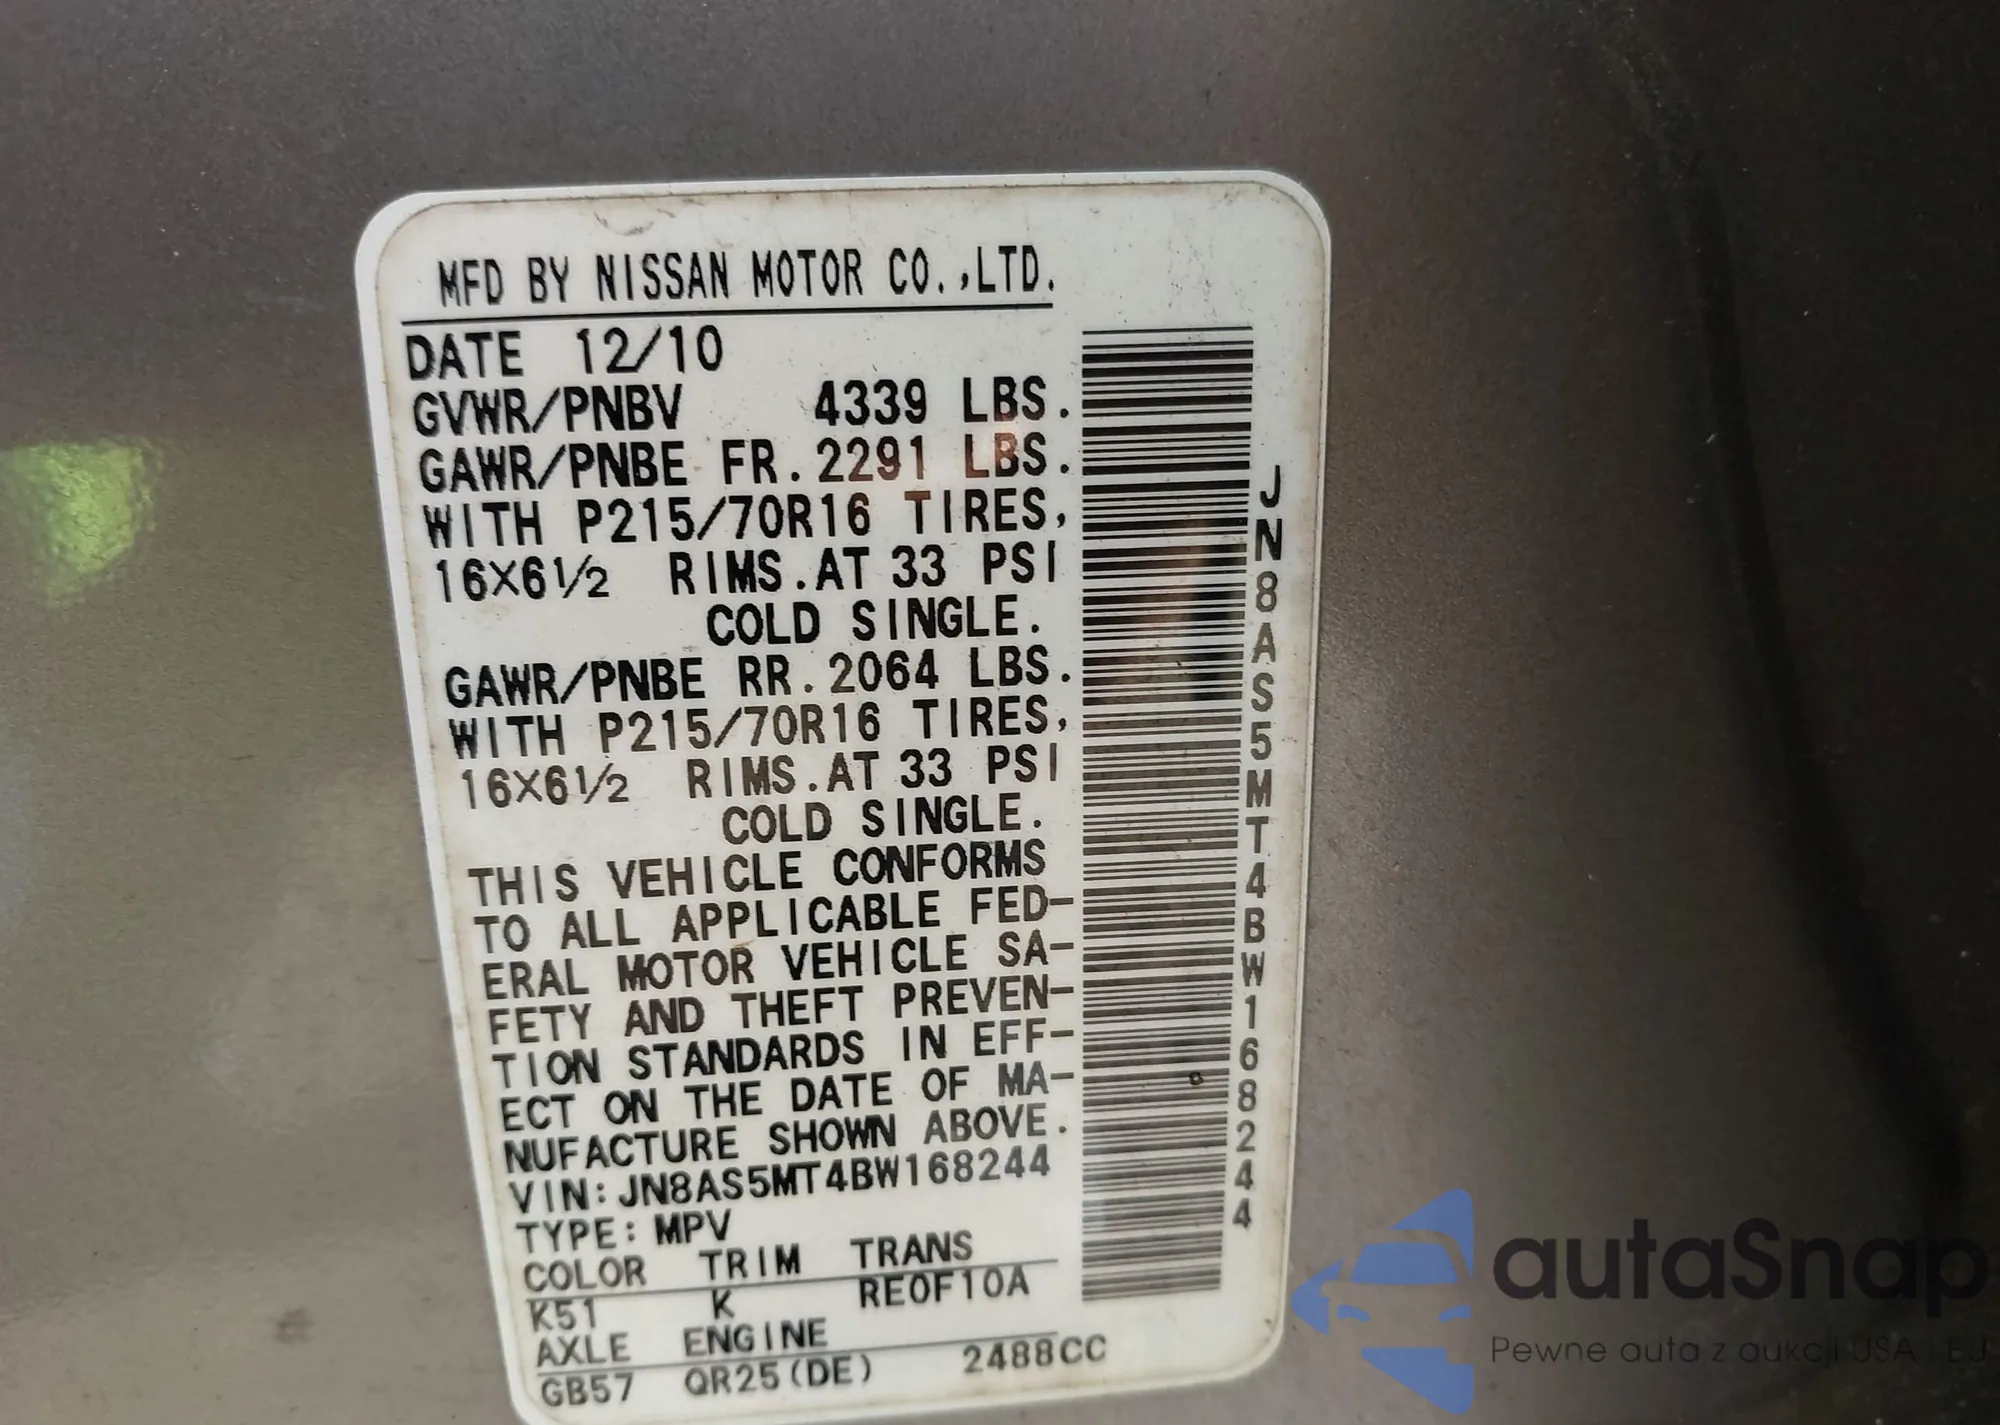 MFD BY NISSAN MOTOR CO.,LTD.
DATE 12/10
GVWR/PNBV 4339 LBS.
GAWR/PNBE FR.2291 LBS.
WITH P215/70R16 TIRES,
16X6½ RIMS.AT 33 PSI
COLD SINGLE.
GAWR/PNBE RR.2064 LBS.
WITH P215/70R16 TIRES,
16X6½ RIMS.AT 33 PSI
COLD SINGLE.
THIS VEHICLE CONFORMS
TO ALL APPLICABLE FED-
ERAL MOTOR VEHICLE SA-
FETY AND THEFT PREVEN-
TION STANDARDS IN EFF-
ECT ON THE DATE OF MA-
NUFACTURE SHOWN ABOVE.
VIN:JN8AS5MT4BW168244
TYPE:MPV
COLOR TRIM TRANS
K51 K RE0F10A
AXLE ENGINE
GB57 QR25(DE) 2488CC
JN8AS5MT4BW168244
autaSnap
Pewne auta z aukcji USA i EU